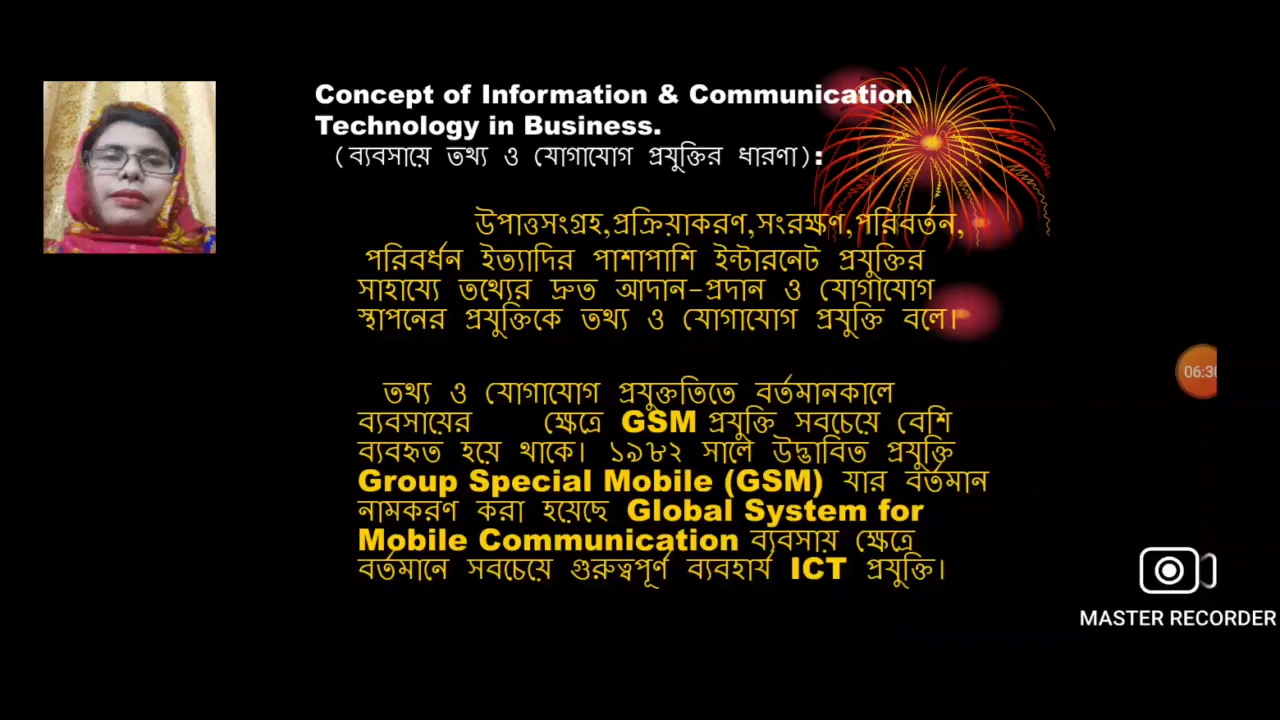 Concept of Information & Communication
Technology in Business.
(ব্যবসায়ে তথ্য ও যোগাযোগ প্রযুক্তির ধারণা):
উপাত্তসংগ্রহ,প্রক্রিয়াকরণ,সংরক্ষণ,পরিবর্তন,
পরিবর্ধন ইত্যাদির পাশাপাশি ইন্টারনেট প্রযুক্তির
সাহায্যে তথ্যের দ্রুত আদান-প্রদান ও যোগাযোগ
স্থাপনের প্রযুক্তিকে তথ্য ও যোগাযোগ প্রযুক্তি বলে।
তথ্য ও যোগাযোগ প্রযুক্ততিতে বর্তমানকালে
ব্যবসায়ের ক্ষেত্রে GSM প্রযুক্তি সবচেয়ে বেশি
ব্যবহৃত হয়ে থাকে। ১৯৮২ সালে উদ্ভাবিত প্রযুক্তি
Group Special Mobile (GSM) যার বর্তমান
নামকরণ করা হয়েছে Global System for
Mobile Communication ব্যবসায় ক্ষেত্রে
বর্তমানে সবচেয়ে গুরুত্বপূর্ণ ব্যবহার্য ICT প্রযুক্তি।
MASTER RECORDER